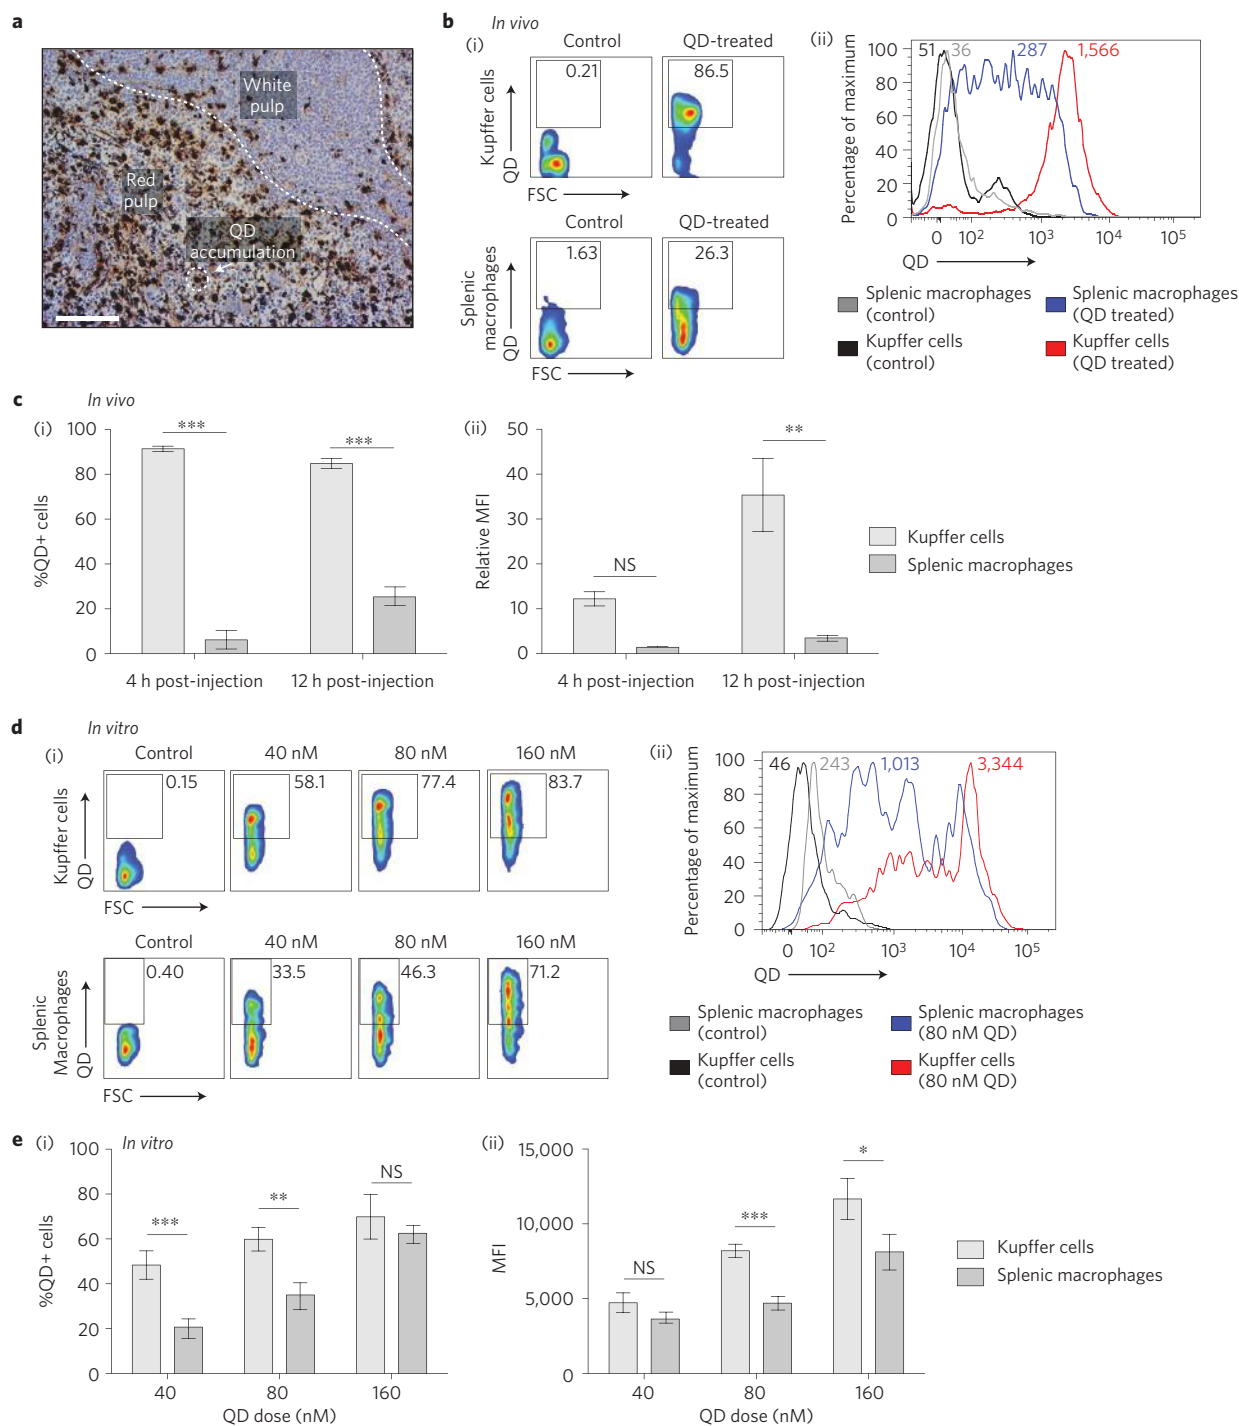 a
White
pulp
Red
pulp
QD
accumulation
b
In vivo
(i)
Control
QD-treated
0.21
86.5
Kupffer cells
QD
FSC
Control
QD-treated
1.63
26.3
Splenic
macrophages
QD
FSC
(ii)
51
36
287
1,566
Percentage of maximum
100
80
60
40
20
0
0
10²
10³
10⁴
10⁵
QD
Splenic macrophages
(control)
Splenic macrophages
(QD treated)
Kupffer cells
(control)
Kupffer cells
(QD treated)
c
In vivo
(i)
%QD+ cells
100
80
60
40
20
0
***
***
4 h post-injection
12 h post-injection
(ii)
Relative MFI
50
40
30
20
10
0
NS
**
4 h post-injection
12 h post-injection
Kupffer cells
Splenic macrophages
d
In vitro
(i)
Control
40 nM
80 nM
160 nM
0.15
58.1
77.4
83.7
Kupffer cells
QD
FSC
Control
40 nM
80 nM
160 nM
0.40
33.5
46.3
71.2
Splenic
Macrophages
QD
FSC
(ii)
46
243
1,013
3,344
Percentage of maximum
100
80
60
40
20
0
0
10²
10³
10⁴
10⁵
QD
Splenic macrophages
(control)
Splenic macrophages
(80 nM QD)
Kupffer cells
(control)
Kupffer cells
(80 nM QD)
e
(i)
In vitro
%QD+ cells
100
80
60
40
20
0
***
**
NS
40
80
160
QD dose (nM)
(ii)
MFI
15,000
10,000
5,000
0
NS
***
*
40
80
160
QD dose (nM)
Kupffer cells
Splenic macrophages